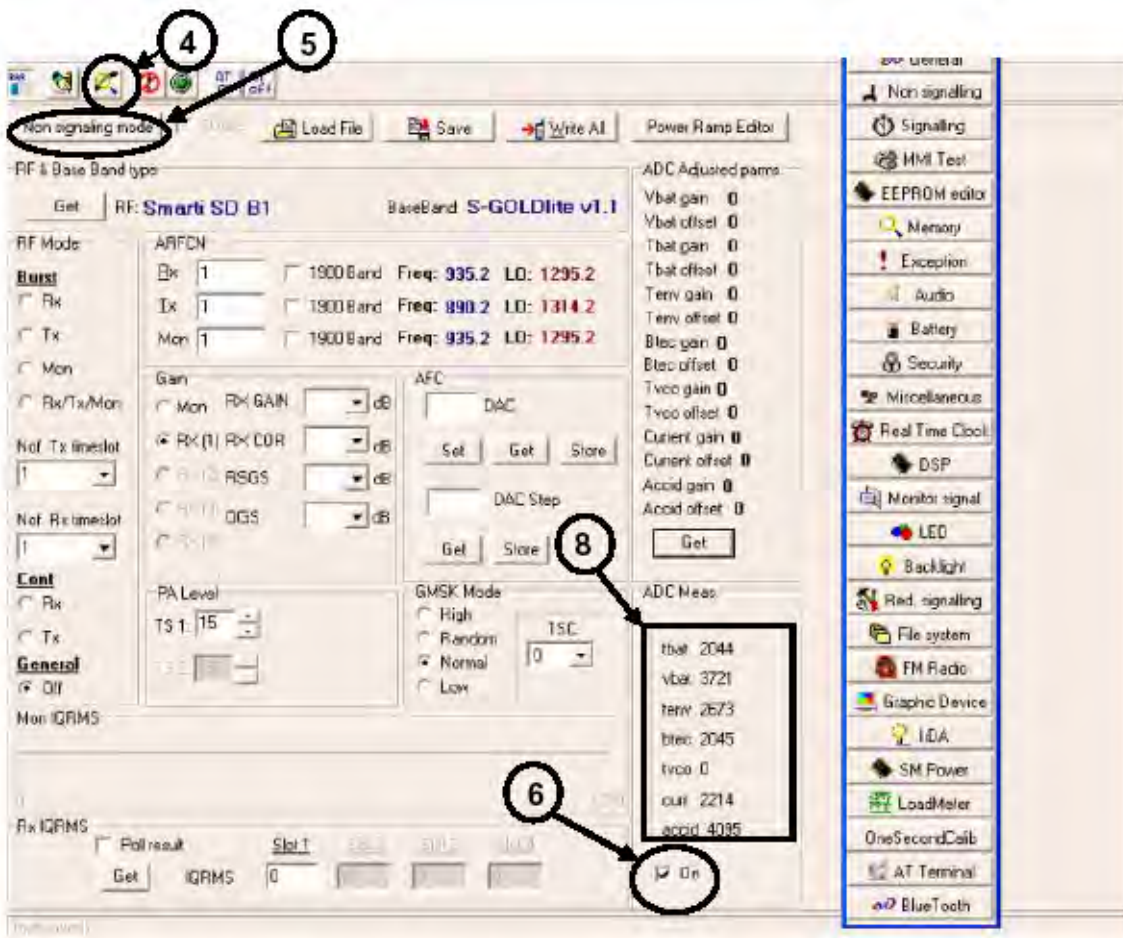 4
5
Non signaling mode
Load File
Save
Write All
Power Ramp Editor
RF & Base Band type
Get
RF: Smarti SD B1
BaseBand S-GOLDlite v1.1
RF Mode
Burst
Rx
Tx
Mon
Rx/Tx/Mon
Nof. Tx timeslot
1
Nof. Rx timeslot
1
Cont
Rx
Tx
General
Off
ARFCN
Rx 1 1900 Band Freq: 935.2 LO: 1295.2
Tx 1 1900 Band Freq: 890.2 LO: 1314.2
Mon 1 1900 Band Freq: 935.2 LO: 1295.2
Gain
Mon RX GAIN dB
RX (1) RX COR dB
RSGS dB
OGS dB
AFC
DAC
Set Get Store
DAC Step
Get Store
PA Level
TS 1: 15
GMSK Mode
High
Random
Normal
Low
TSC
0
ADC Adjusted parms
Vbat gain 0
Vbat offset 0
Tbat gain 0
Tbat offset 0
Tenv gain 0
Tenv offset 0
Btec gain 0
Btec offset 0
Tvco gain 0
Tvco offset 0
Current gain 0
Current offset 0
Accid gain 0
Accid offset 0
Get
8
ADC Meas.
tbat 2044
vbat 3721
tenv 2673
btec 2045
tvco 0
curr 2214
accid 4095
6
On
Mon IQRMS
Rx IQRMS
Poll result
Slot 1
Get
IQRMS 0
General
Non signalling
Signalling
MMI Test
EEPROM editor
Memory
Exception
Audio
Battery
Security
Miscellaneous
Real Time Clock
DSP
Monitor signal
LED
Backlight
Red. signalling
File system
FM Radio
Graphic Device
IrDA
SM Power
LoadMeter
OneSecondCalib
AT Terminal
BlueTooth